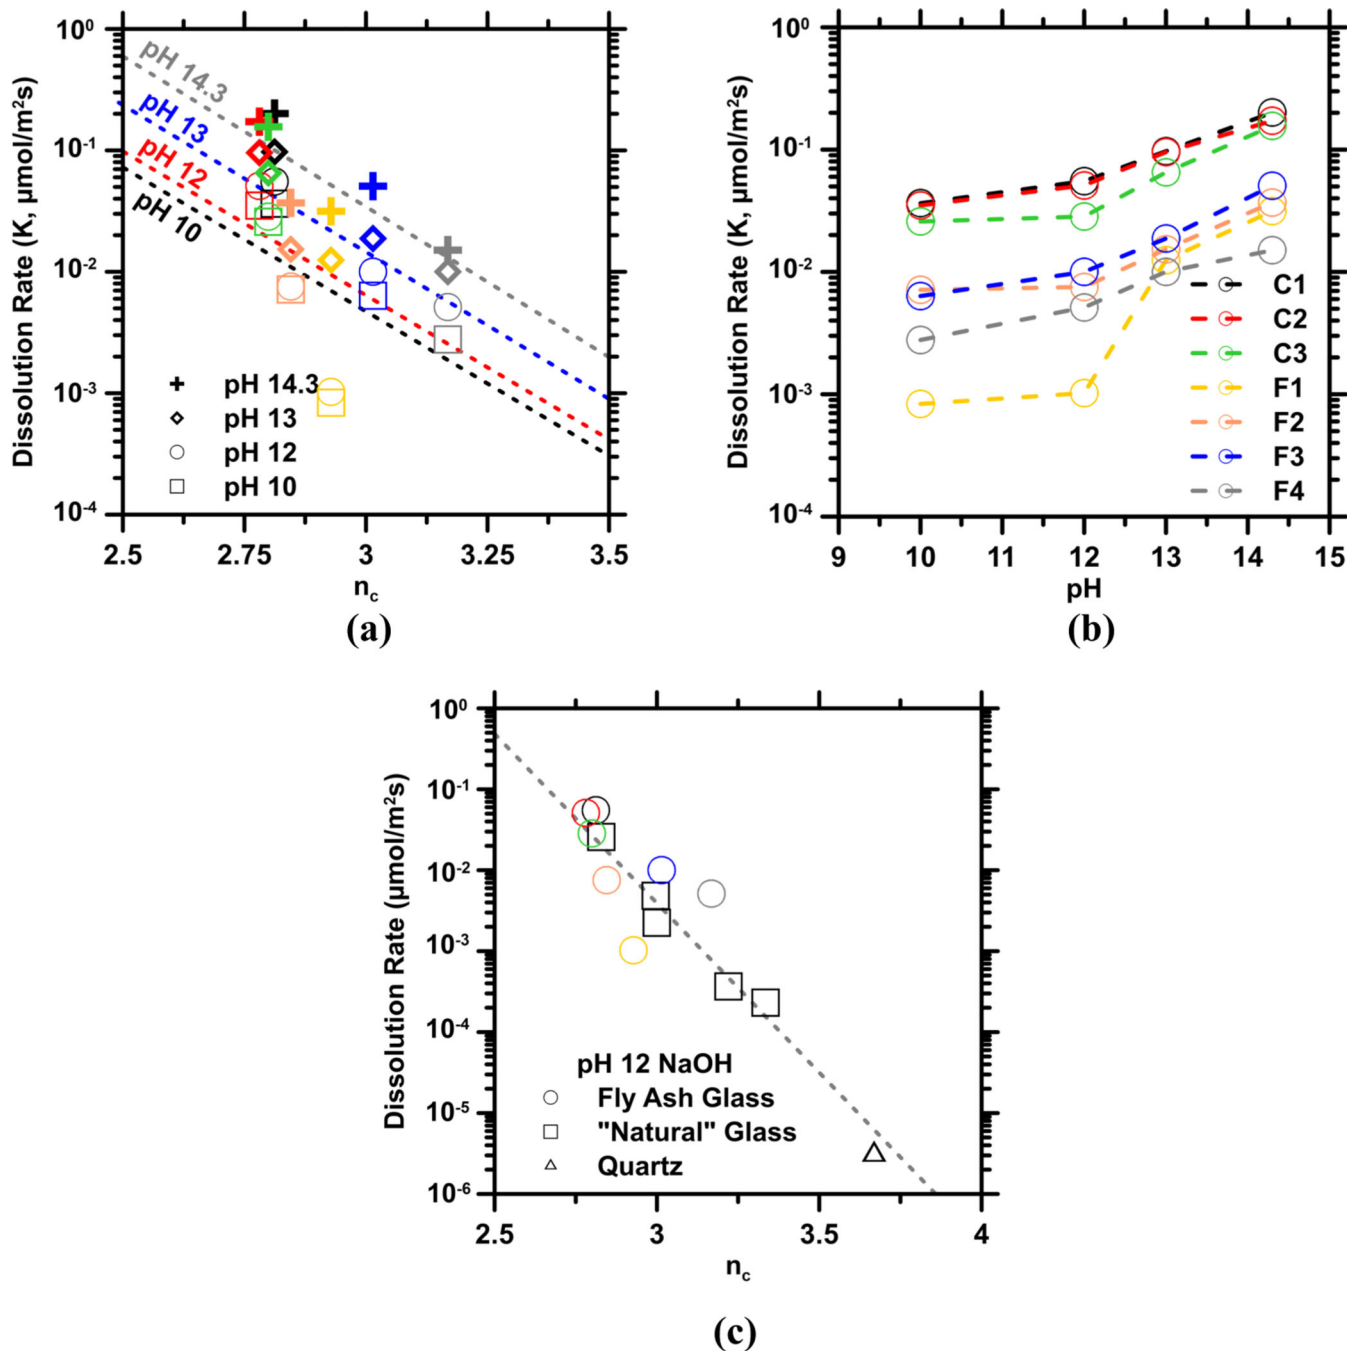 10⁰
10⁻¹
10⁻²
10⁻³
10⁻⁴
Dissolution Rate (K, μmol/m²s)
pH 14.3
pH 13
pH 12
pH 10
pH 14.3
pH 13
pH 12
pH 10
2.5 2.75 3 3.25 3.5
n_c
(a)
10⁰
10⁻¹
10⁻²
10⁻³
10⁻⁴
Dissolution Rate (K, μmol/m²s)
C1
C2
C3
F1
F2
F3
F4
9 10 11 12 13 14 15
pH
(b)
10⁰
10⁻¹
10⁻²
10⁻³
10⁻⁴
10⁻⁵
10⁻⁶
Dissolution Rate (μmol/m²s)
pH 12 NaOH
Fly Ash Glass
"Natural" Glass
Quartz
2.5 3 3.5 4
n_c
(c)